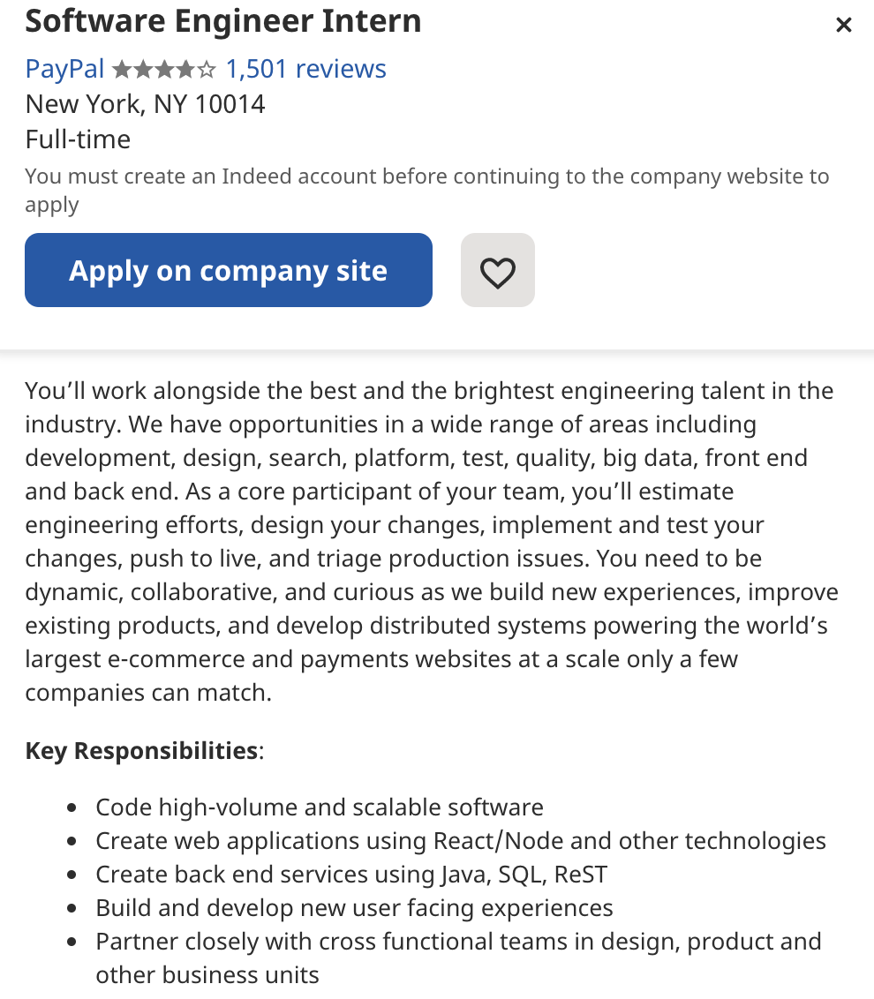 Software Engineer Intern
PayPal 1,501 reviews
New York, NY 10014
Full-time
You must create an Indeed account before continuing to the company website to
apply
Apply on company site
You’ll work alongside the best and the brightest engineering talent in the
industry. We have opportunities in a wide range of areas including
development, design, search, platform, test, quality, big data, front end
and back end. As a core participant of your team, you’ll estimate
engineering efforts, design your changes, implement and test your
changes, push to live, and triage production issues. You need to be
dynamic, collaborative, and curious as we build new experiences, improve
existing products, and develop distributed systems powering the world’s
largest e-commerce and payments websites at a scale only a few
companies can match.
Key Responsibilities:
• Code high-volume and scalable software
• Create web applications using React/Node and other technologies
• Create back end services using Java, SQL, ReST
• Build and develop new user facing experiences
• Partner closely with cross functional teams in design, product and
other business units